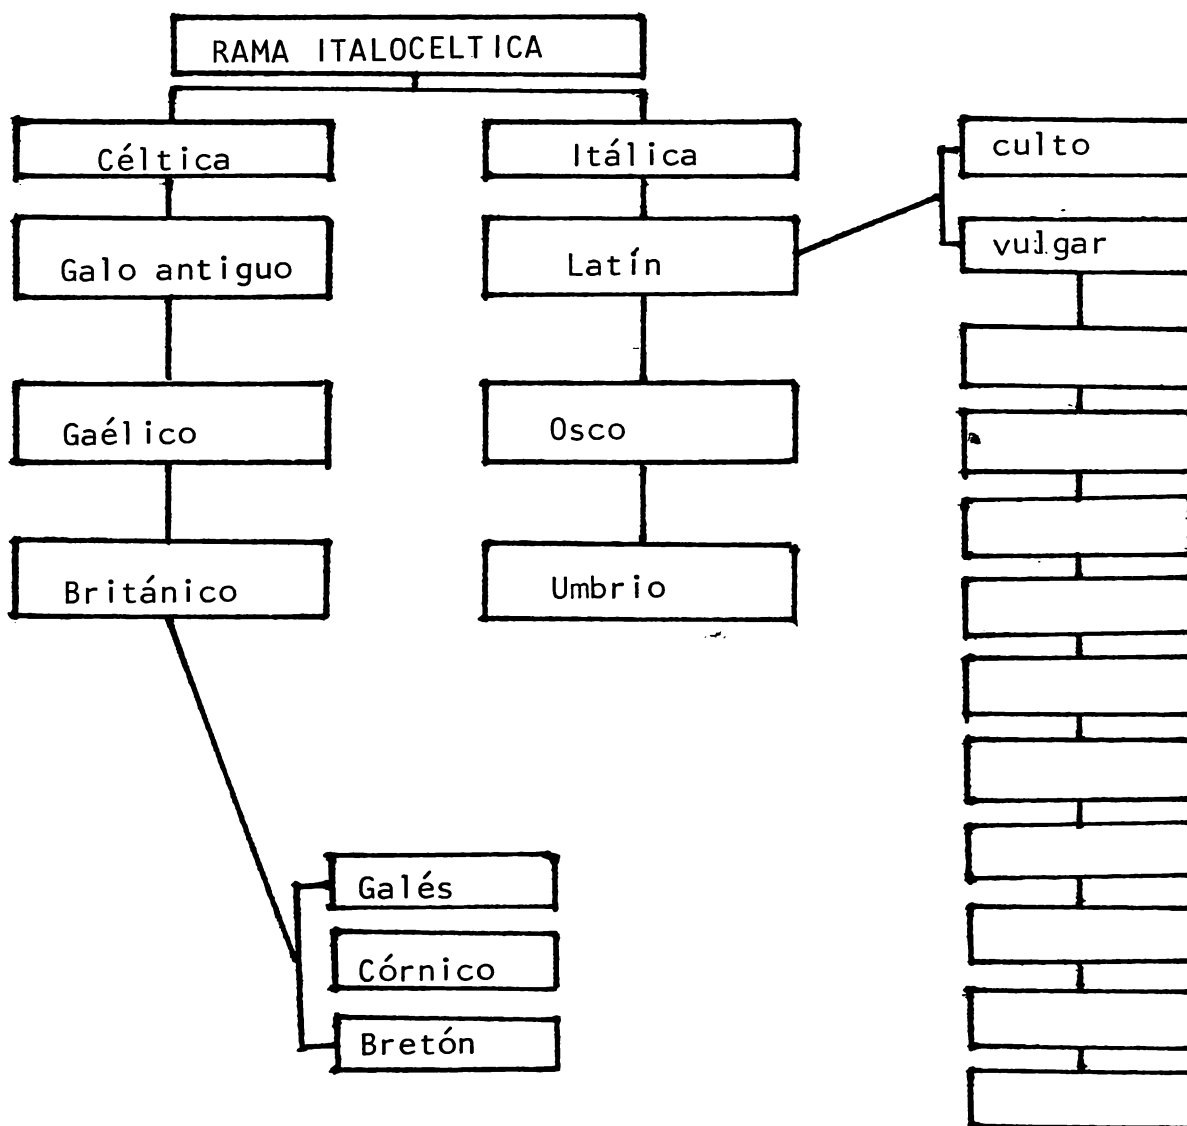 RAMA ITALOCELTICA
Céltica
Itálica
culto
Galo antiguo
Latín
vulgar
Gaélico
Osco
Británico
Umbrio
Galés
Córnico
Bretón